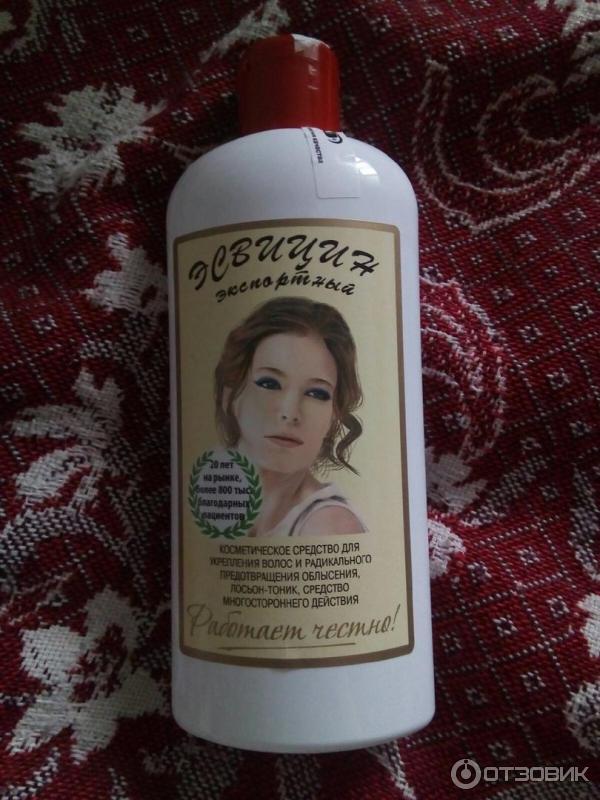 ЭСВИЦИН
экспортный
20 лет
на рынке,
более 800 тыс.
благодарных
пациентов
КОСМЕТИЧЕСКОЕ СРЕДСТВО ДЛЯ
УКРЕПЛЕНИЯ ВОЛОС И РАДИКАЛЬНОГО
ПРЕДОТВРАЩЕНИЯ ОБЛЫСЕНИЯ,
ЛОСЬОН-ТОНИК, СРЕДСТВО
МНОГОСТОРОННЕГО ДЕЙСТВИЯ
Работает честно!
ОТЗОВИК